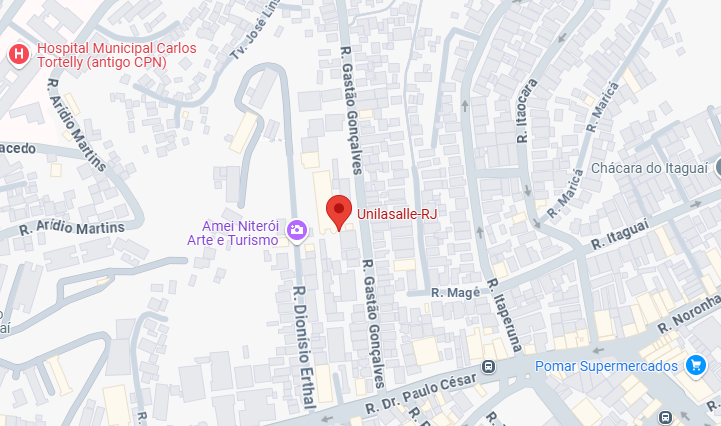 Hospital Municipal Carlos
Tortelly (antigo CPN)
H
Tv. José Lins
R. Gastão Gonçalves
R. Arídio Martins
R. Itaocara
R. Maricá
acedo
Chácara do Itaguaí
R. Maricá
Unilasalle-RJ
Amei Niterói
Arte e Turismo
R. Arídio Martins
R. Itaguaí
R. Gastão Gonçalves
R. Dionísio Erthal
R. Magé
R. Itaperuna
o
aí
R. Noronha
Pomar Supermercados
R. Dr. Paulo César
R.
R. D